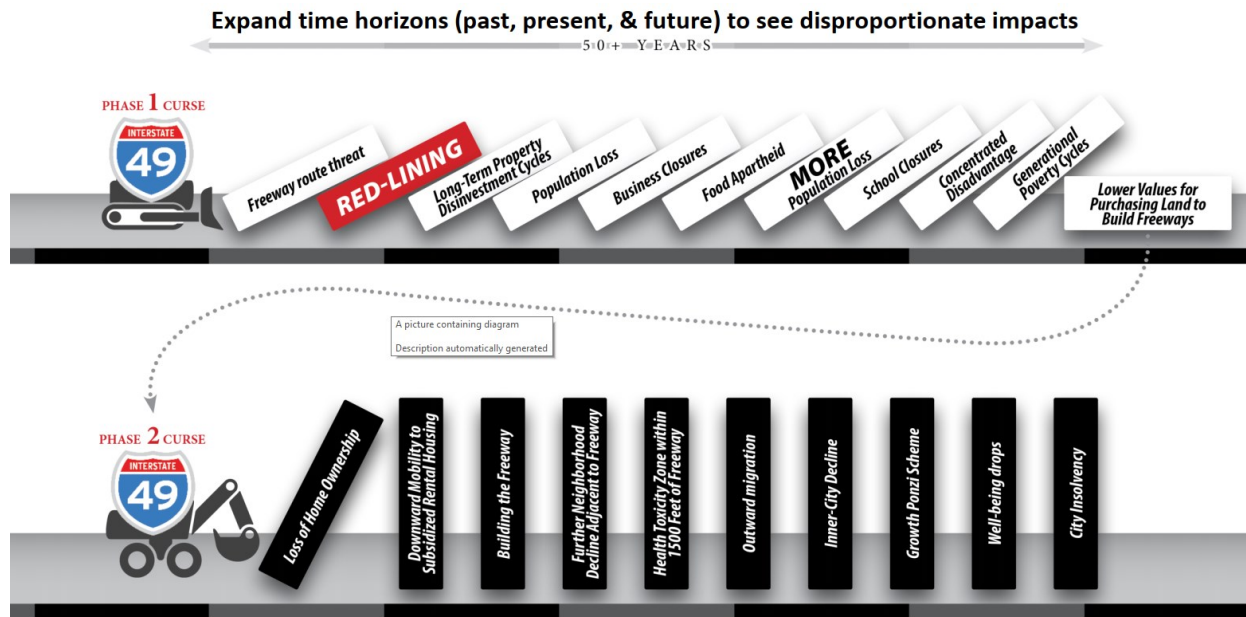 Expand time horizons (past, present, & future) to see disproportionate impacts
50+ YEARS
PHASE 1 CURSE
INTERSTATE
49
Freeway route threat
RED-LINING
Long-Term Property
Disinvestment Cycles
Population Loss
Business Closures
Food Apartheid
MORE
Population Loss
School Closures
Concentrated
Disadvantage
Generational
Poverty Cycles
Lower Values for
Purchasing Land to
Build Freeways
A picture containing diagram
Description automatically generated
PHASE 2 CURSE
INTERSTATE
49
Loss of Home Ownership
Downward Mobility to
Subsidized Rental Housing
Building the Freeway
Further Neighborhood
Decline Adjacent to Freeway
Health Toxicity Zone within
1500 Feet of Freeway
Outward migration
Inner-City Decline
Growth Ponzi Scheme
Well-being drops
City Insolvency